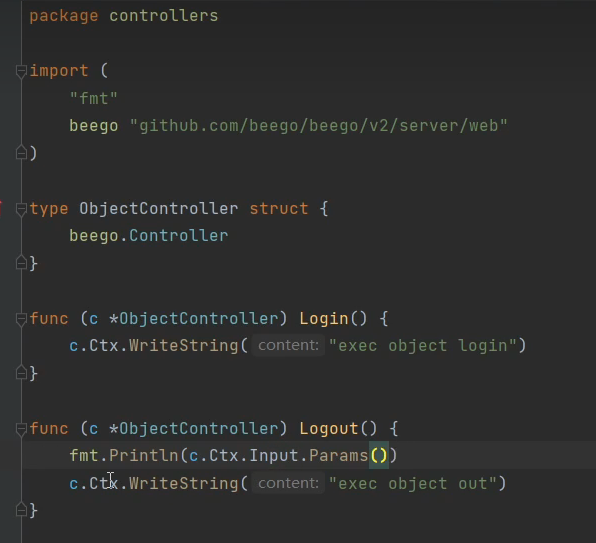 package controllers
import (
"fmt"
beego "github.com/beego/beego/v2/server/web"
)
type ObjectController struct {
beego.Controller
}
func (c *ObjectController) Login() {
c.Ctx.WriteString( content: "exec object login")
}
func (c *ObjectController) Logout() {
fmt.Println(c.Ctx.Input.Params())
c.Ctx.WriteString( content: "exec object out")
}